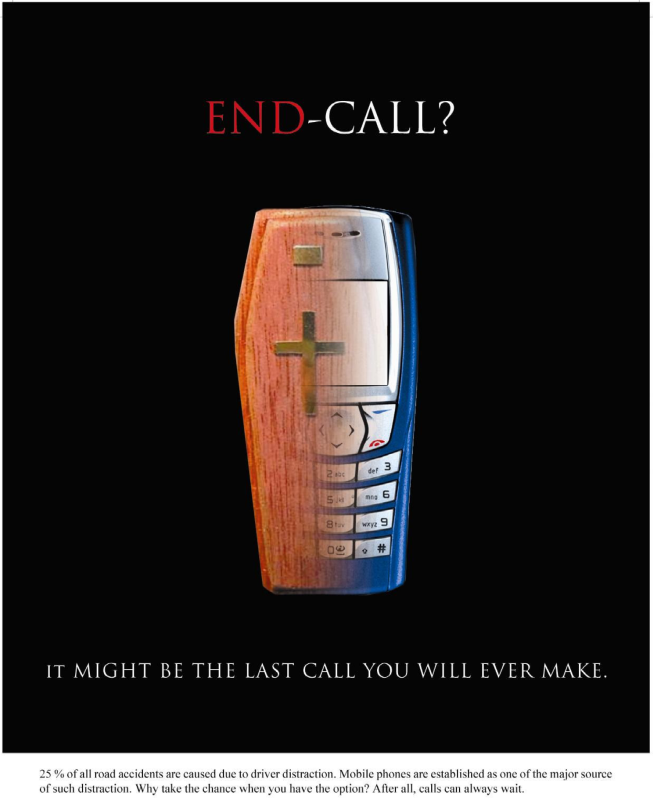 END-CALL?
2 abc
def 3
5 jkl
mno 6
8 tuv
wxyz 9
0
#
IT MIGHT BE THE LAST CALL YOU WILL EVER MAKE.
25 % of all road accidents are caused due to driver distraction. Mobile phones are established as one of the major source
of such distraction. Why take the chance when you have the option? After all, calls can always wait.